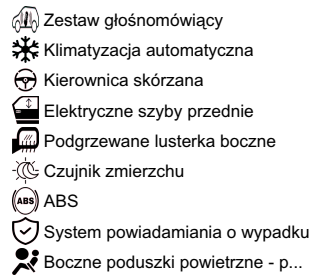 Zestaw głośnomówiący
Klimatyzacja automatyczna
Kierownica skórzana
Elektryczne szyby przednie
Podgrzewane lusterka boczne
Czujnik zmierzchu
ABS ABS
System powiadamiania o wypadku
Boczne poduszki powietrzne - p...